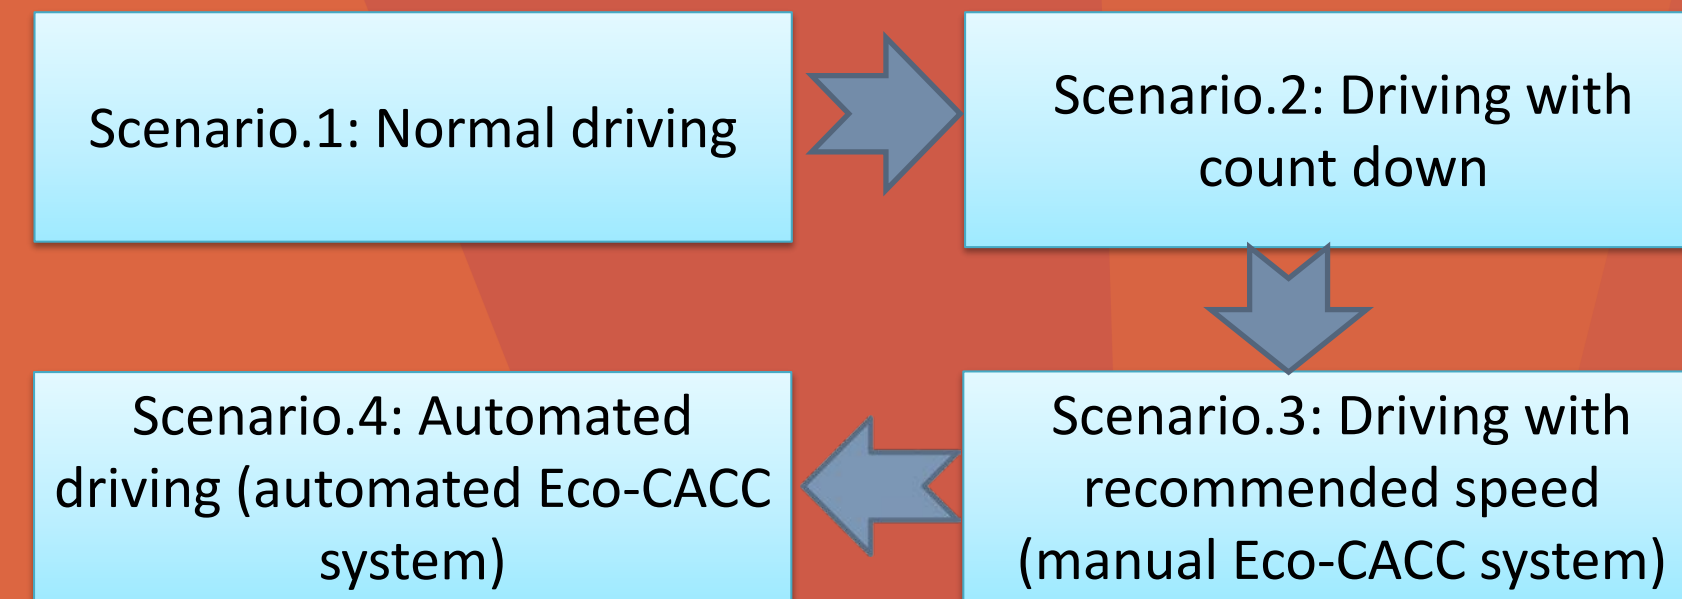 Scenario.1: Normal driving
Scenario.2: Driving with
count down
Scenario.4: Automated
driving (automated Eco-CACC
system)
Scenario.3: Driving with
recommended speed
(manual Eco-CACC system)